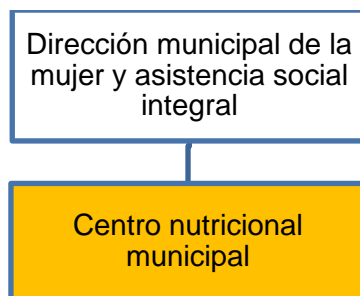 Dirección municipal de la
mujer y asistencia social
integral
Centro nutricional
municipal